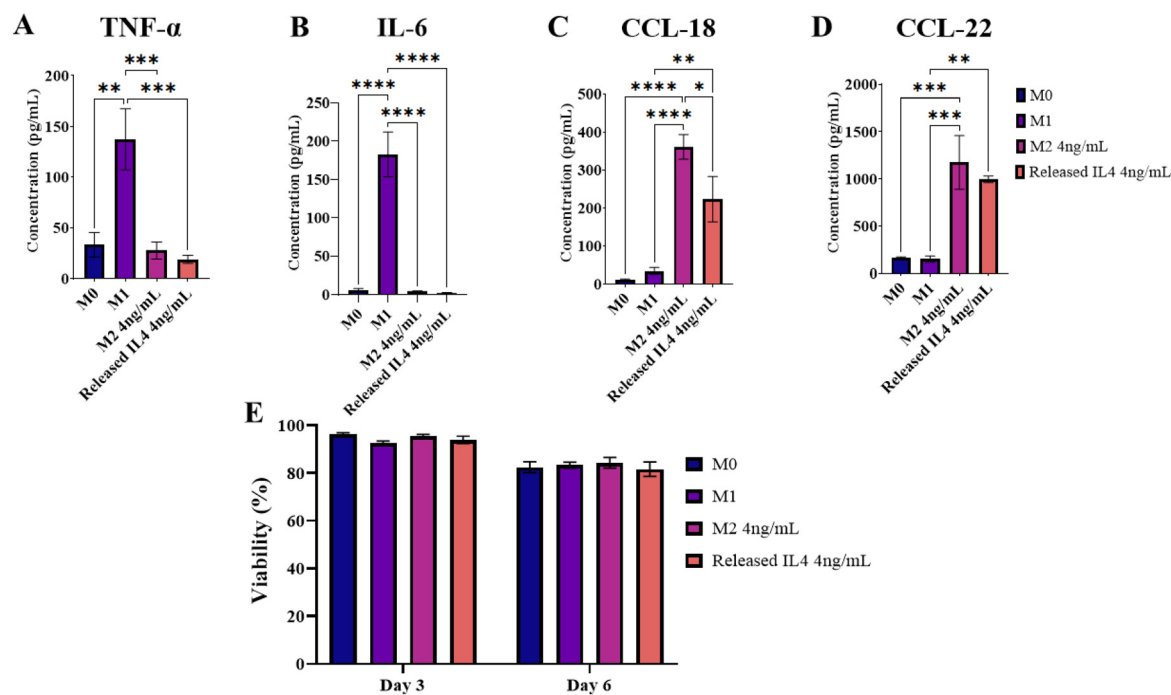 A TNF-α
Concentration (pg/mL)
200
150
100
50
0
*** 
** ***
M0
M1
M2 4ng/mL
Released IL4 4ng/mL
B IL-6
Concentration (pg/mL)
250
200
150
100
50
0
****
**** 
****
M0
M1
M2 4ng/mL
Released IL4 4ng/mL
C CCL-18
Concentration (pg/mL)
600
400
300
200
100
0
**
**** *
****
M0
M1
M2 4ng/mL
Released IL4 4ng/mL
D CCL-22
Concentration (pg/mL)
2000
1500
1000
500
0
**
***
***
M0
M1
M2 4ng/mL
Released IL4 4ng/mL
M0
M1
M2 4ng/mL
Released IL4 4ng/mL
E
Viability (%)
100
80
60
40
20
0
Day 3 Day 6
M0
M1
M2 4ng/mL
Released IL4 4ng/mL